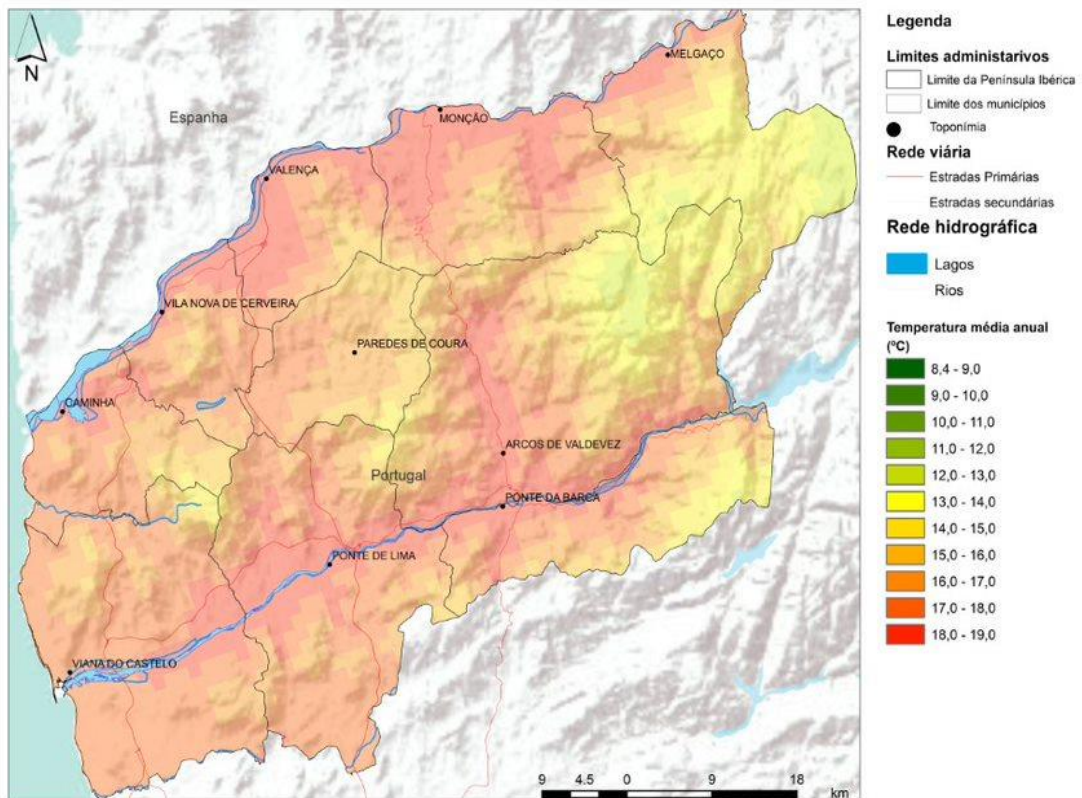 N
Espanha
MELGAÇO
MONÇÃO
VALENÇA
VILA NOVA DE CERVEIRA
PAREDES DE COURA
CAMINHA
ARCOS DE VALDEVEZ
Portugal
PONTE DA BARCA
PONTE DE LIMA
VIANA DO CASTELO
9 4.5 0 9 18
km
Legenda
Limites administarivos
Limite da Península Ibérica
Limite dos municípios
Toponímia
Rede viária
Estradas Primárias
Estradas secundárias
Rede hidrográfica
Lagos
Rios
Temperatura média anual
(ºC)
8,4 - 9,0
9,0 - 10,0
10,0 - 11,0
11,0 - 12,0
12,0 - 13,0
13,0 - 14,0
14,0 - 15,0
15,0 - 16,0
16,0 - 17,0
17,0 - 18,0
18,0 - 19,0